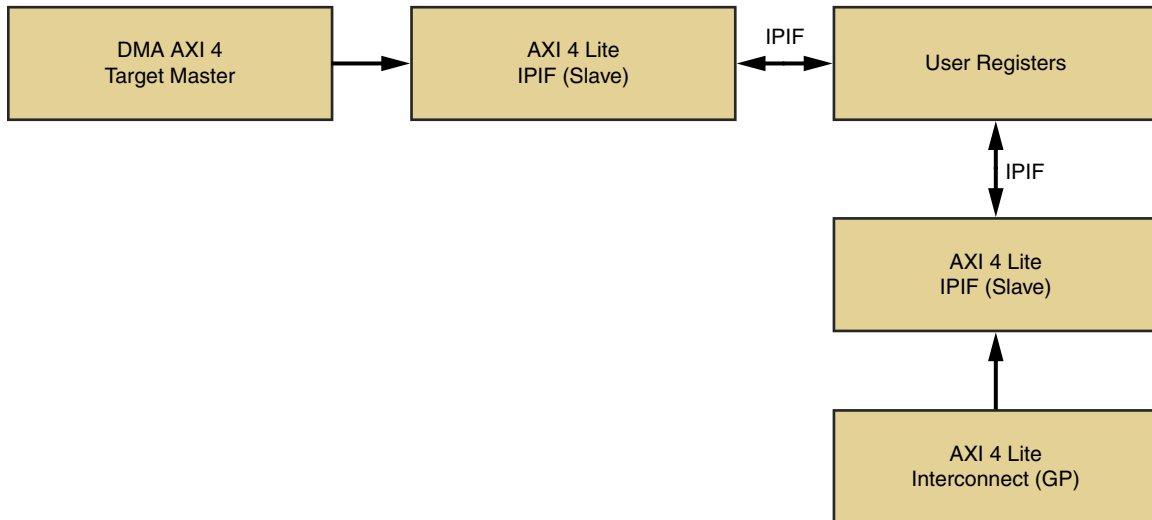 DMA AXI 4
Target Master
AXI 4 Lite
IPIF (Slave)
IPIF
User Registers
IPIF
AXI 4 Lite
IPIF (Slave)
AXI 4 Lite
Interconnect (GP)